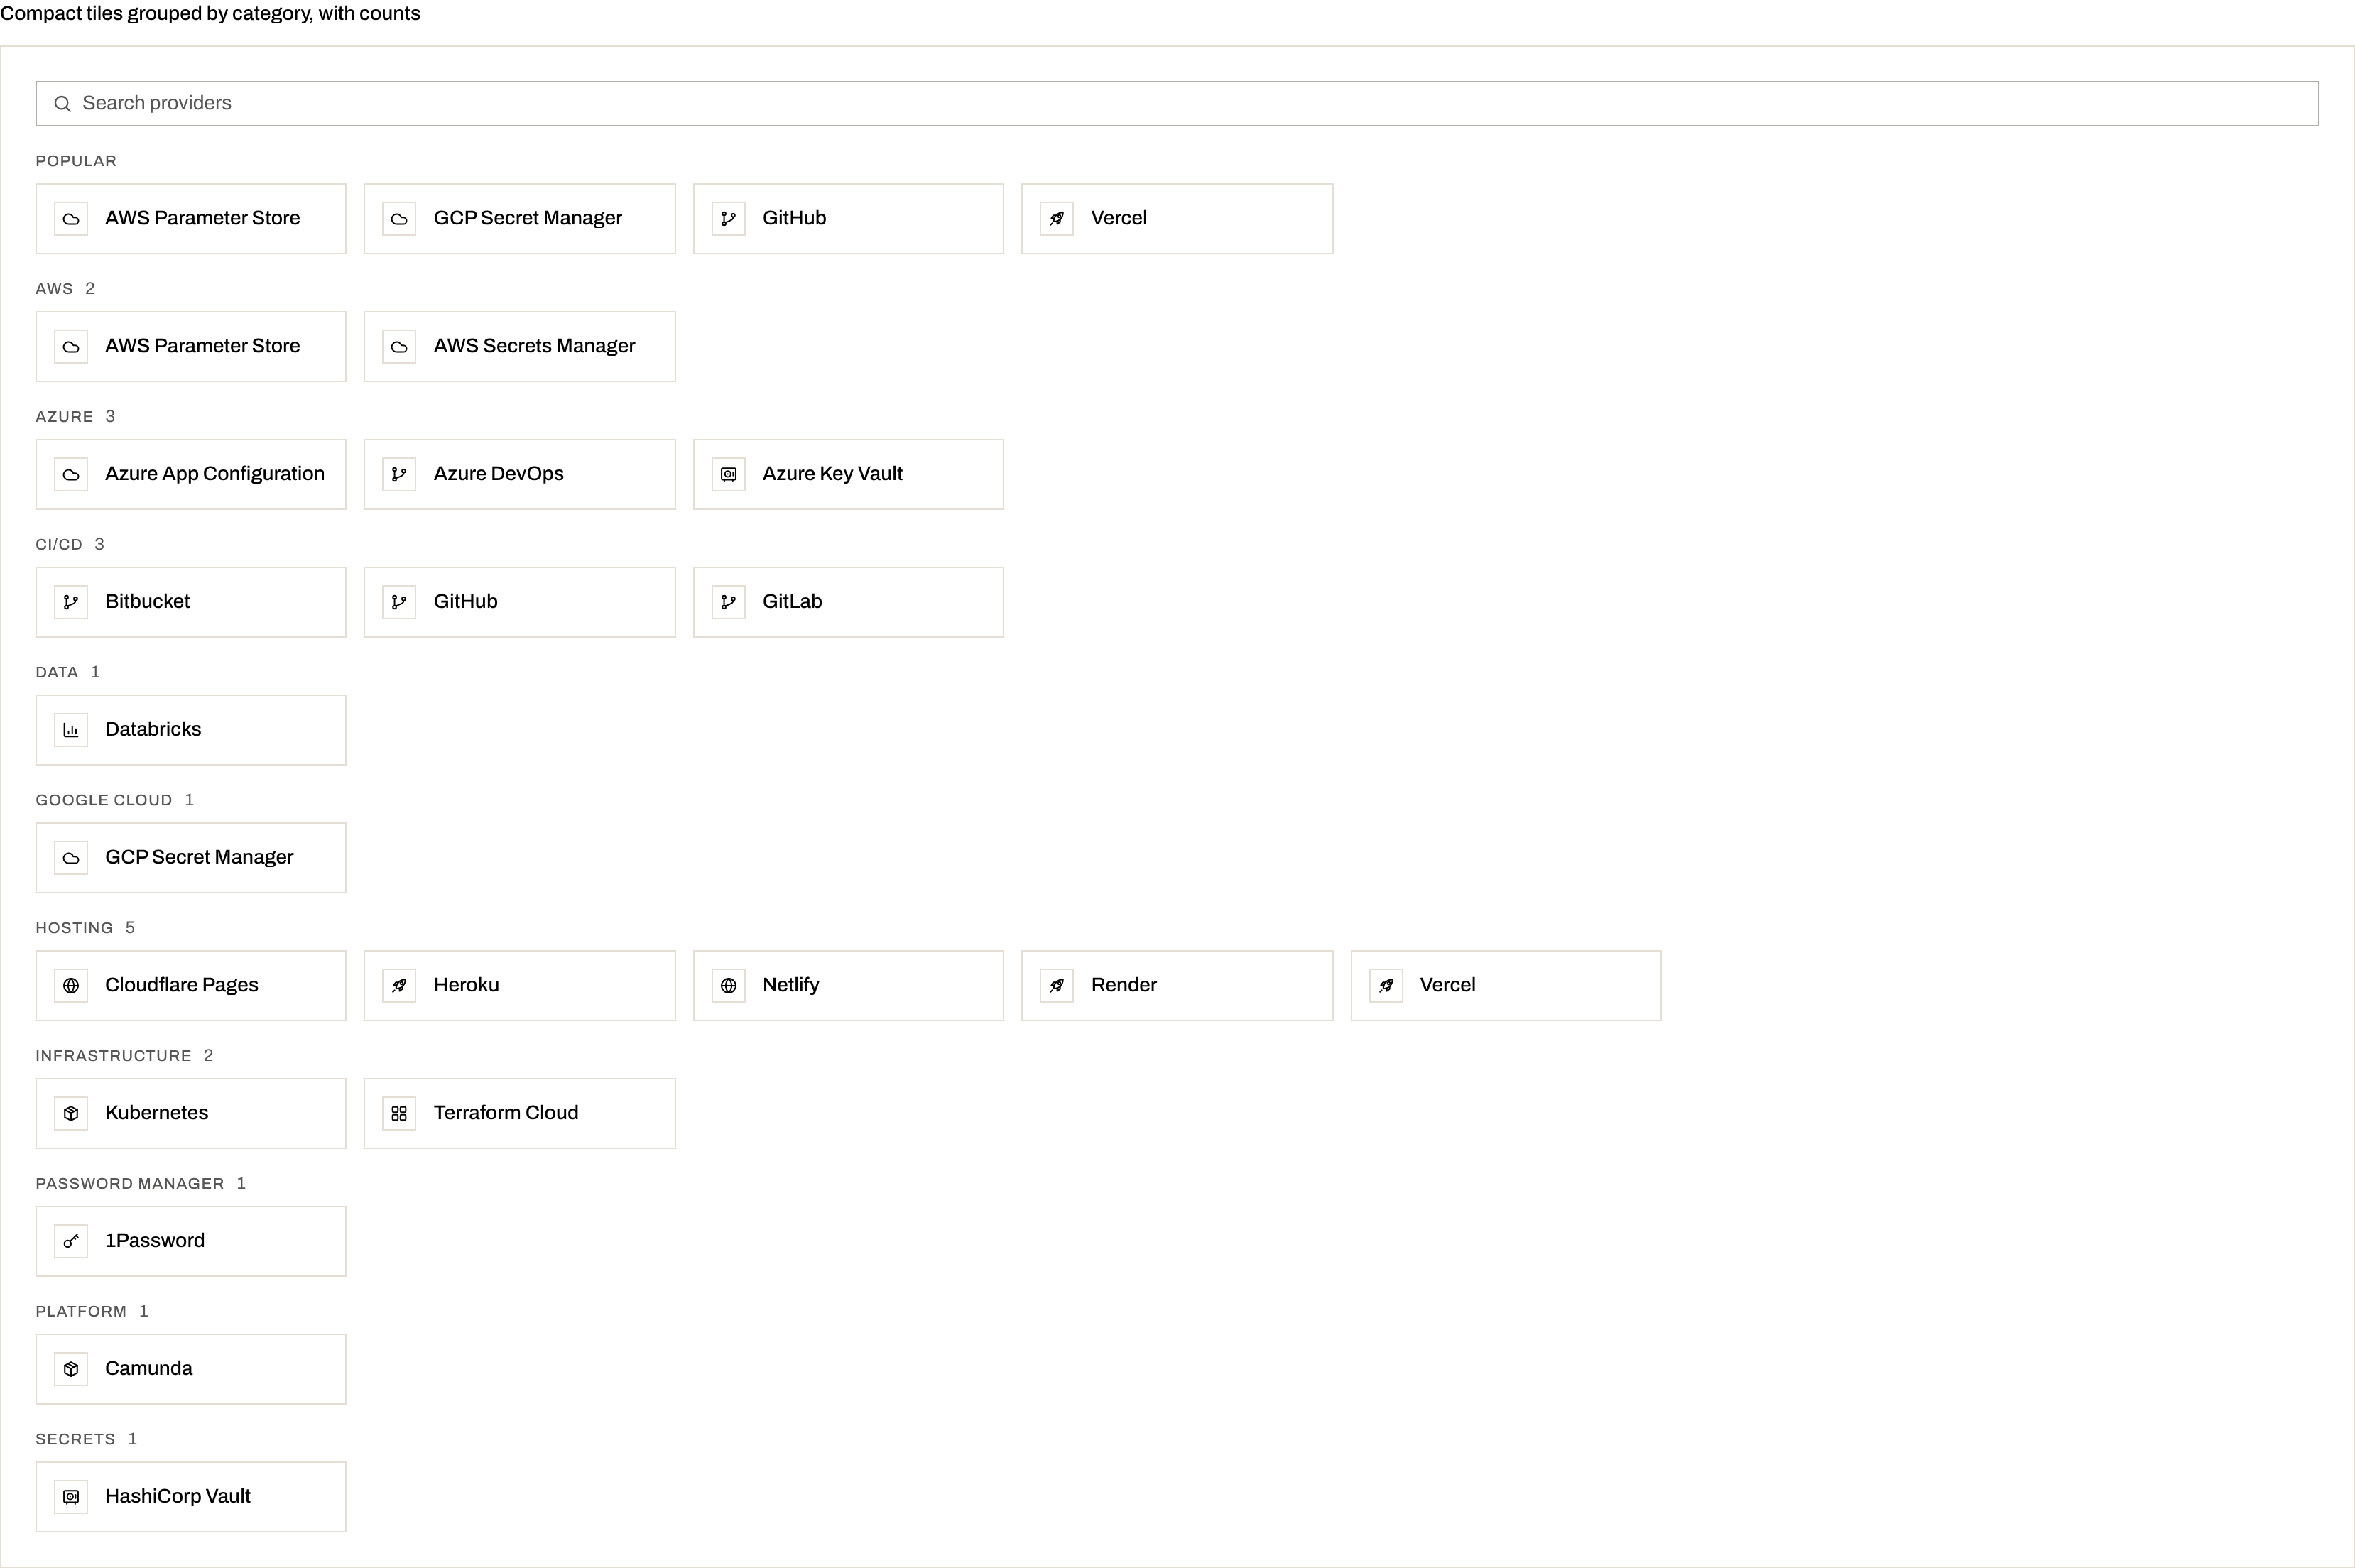 Compact tiles grouped by category, with counts
Search providers
POPULAR
AWS Parameter Store
GCP Secret Manager
GitHub
Vercel
AWS 2
AWS Parameter Store
AWS Secrets Manager
AZURE 3
Azure App Configuration
Azure DevOps
Azure Key Vault
CI/CD 3
Bitbucket
GitHub
GitLab
DATA 1
Databricks
GOOGLE CLOUD 1
GCP Secret Manager
HOSTING 5
Cloudflare Pages
Heroku
Netlify
Render
Vercel
INFRASTRUCTURE 2
Kubernetes
Terraform Cloud
PASSWORD MANAGER 1
1Password
PLATFORM 1
Camunda
SECRETS 1
HashiCorp Vault